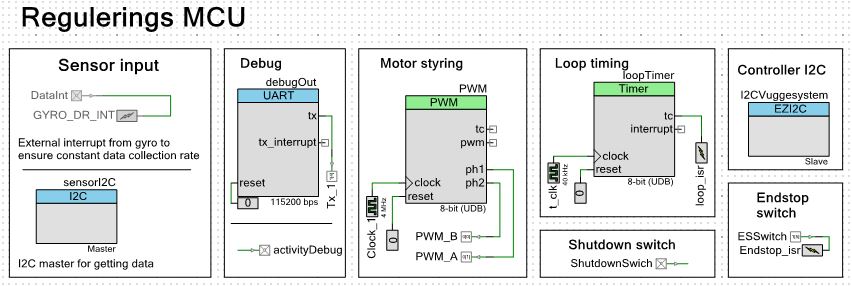 Regulerings MCU
Sensor input
DataInt
GYRO_DR_INT
External interrupt from gyro to
ensure constant data collection rate
sensorI2C
I2C
Master
I2C master for getting data
Debug
debugOut
UART
tx
tx_interrupt
reset
0
115200 bps
Tx_1
activityDebug
Motor styring
PWM
PWM
tc
pwm
ph1
ph2
clock
reset
8-bit (UDB)
Clock_1
4 MHz
0
PWM_B
PWM_A
Loop timing
loopTimer
Timer
tc
interrupt
clock
reset
8-bit (UDB)
t_clk
40 kHz
0
loop_isr
Shutdown switch
ShutdownSwich
Controller I2C
I2CVuggesystem
EZI2C
Slave
Endstop
switch
ESSwitch
Endstop_isr